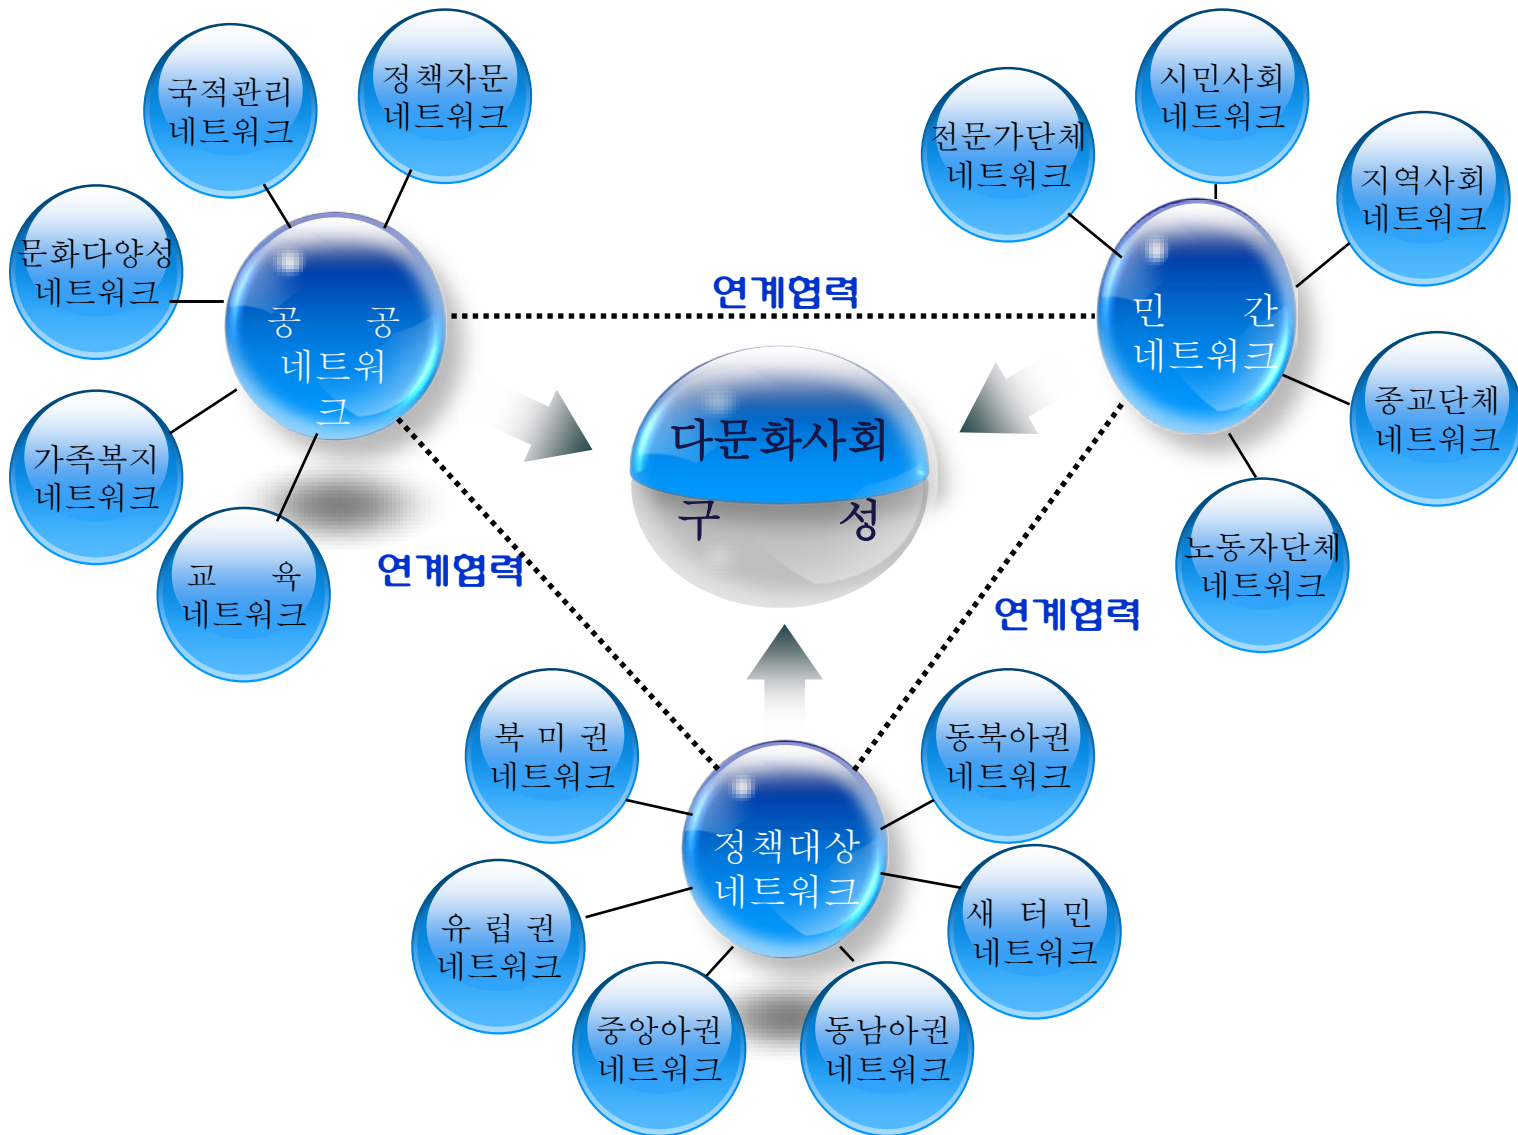 국적관리
네트워크
정책자문
네트워크
문화다양성
네트워크
공 공
네트워
크
가족복지
네트워크
교 육
네트워크
시민사회
네트워크
전문가단체
네트워크
지역사회
네트워크
민 간
네트워크
종교단체
네트워크
노동자단체
네트워크
연계협력
다문화사회
구 성
연계협력
연계협력
북 미 권
네트워크
동북아권
네트워크
정책대상
네트워크
유 럽 권
네트워크
새 터 민
네트워크
중앙아권
네트워크
동남아권
네트워크